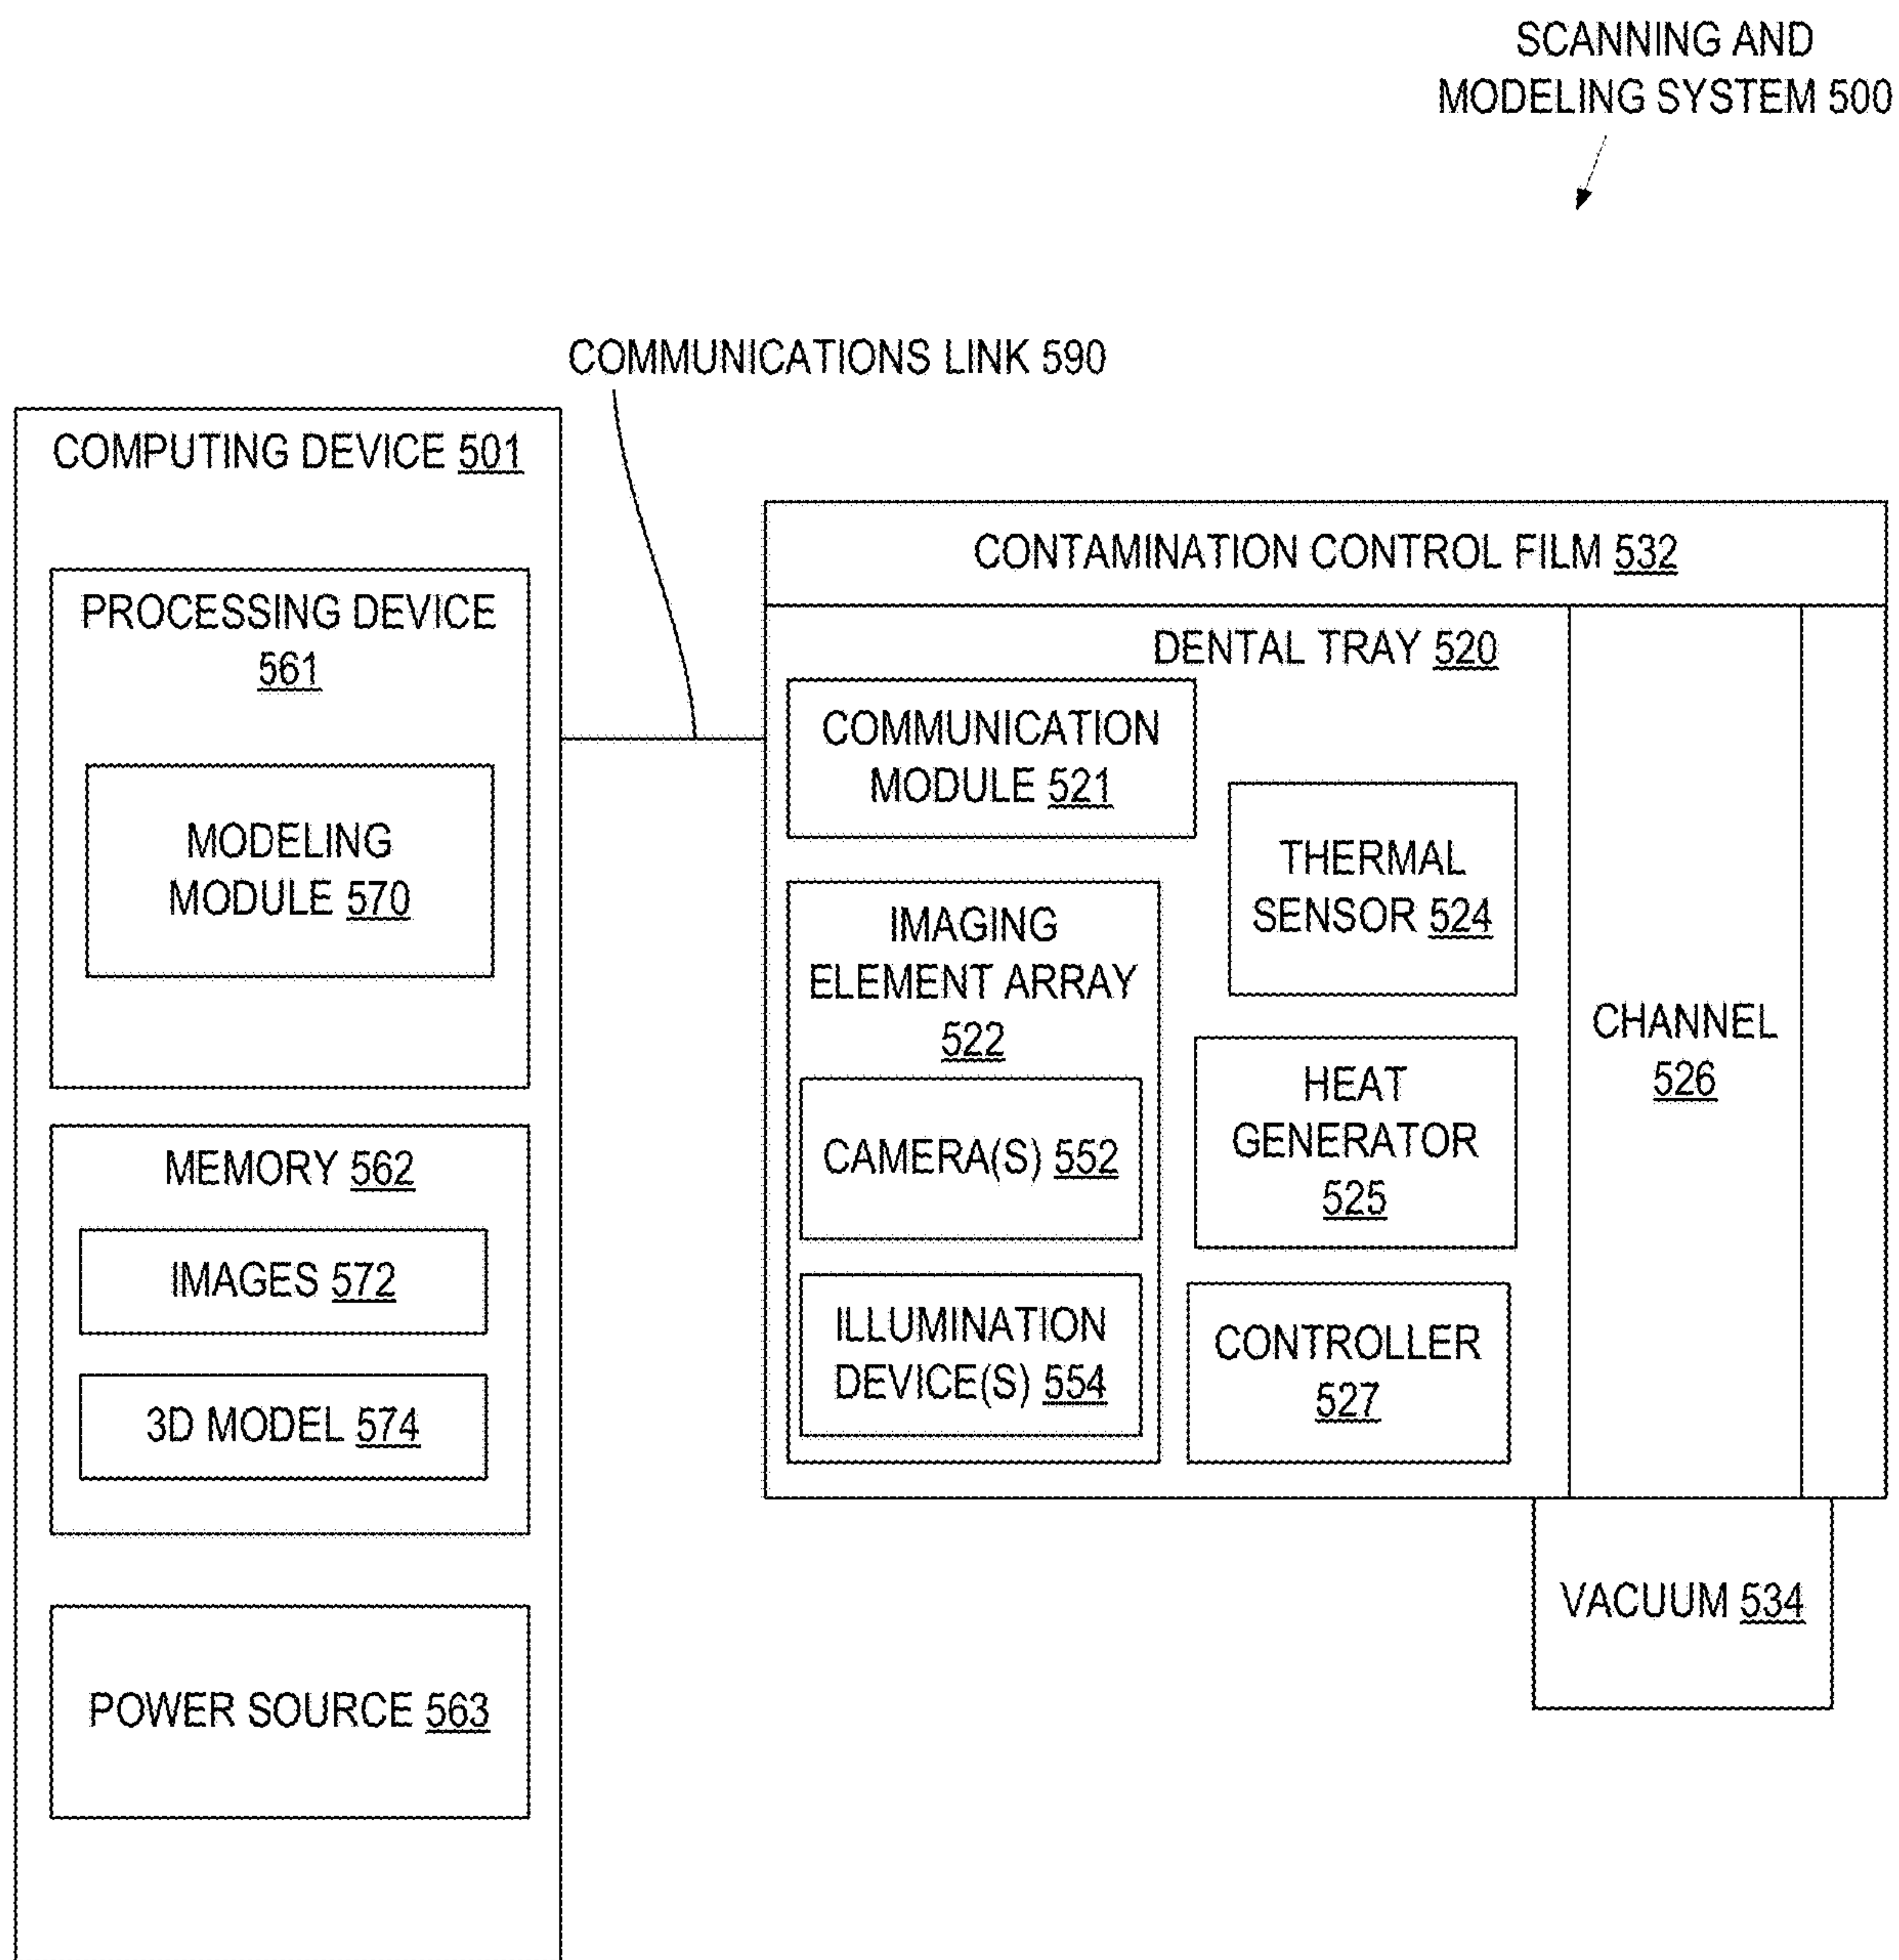 SCANNING AND
MODELING SYSTEM 500
COMMUNICATIONS LINK 590
COMPUTING DEVICE 501
PROCESSING DEVICE
561
MODELING
MODULE 570
MEMORY 562
IMAGES 572
3D MODEL 574
POWER SOURCE 563
CONTAMINATION CONTROL FILM 532
DENTAL TRAY 520
COMMUNICATION
MODULE 521
THERMAL
SENSOR 524
IMAGING
ELEMENT ARRAY
522
CAMERA(S) 552
ILLUMINATION
DEVICE(S) 554
HEAT
GENERATOR
525
CONTROLLER
527
CHANNEL
526
VACUUM 534